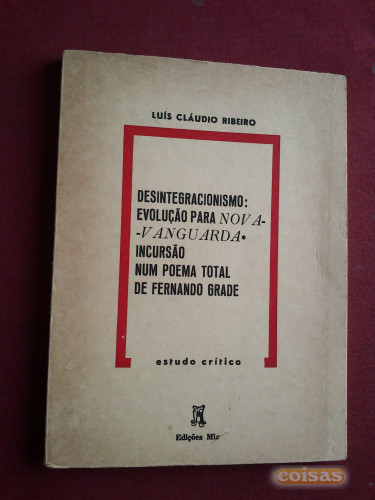 LUÍS CLÁUDIO RIBEIRO
DESINTEGRACIONISMO:
EVOLUÇÃO PARA NOVA-
-VANGUARDA•
INCURSÃO
NUM POEMA TOTAL
DE FERNANDO GRADE
estudo crítico
Edições Mic
coisas